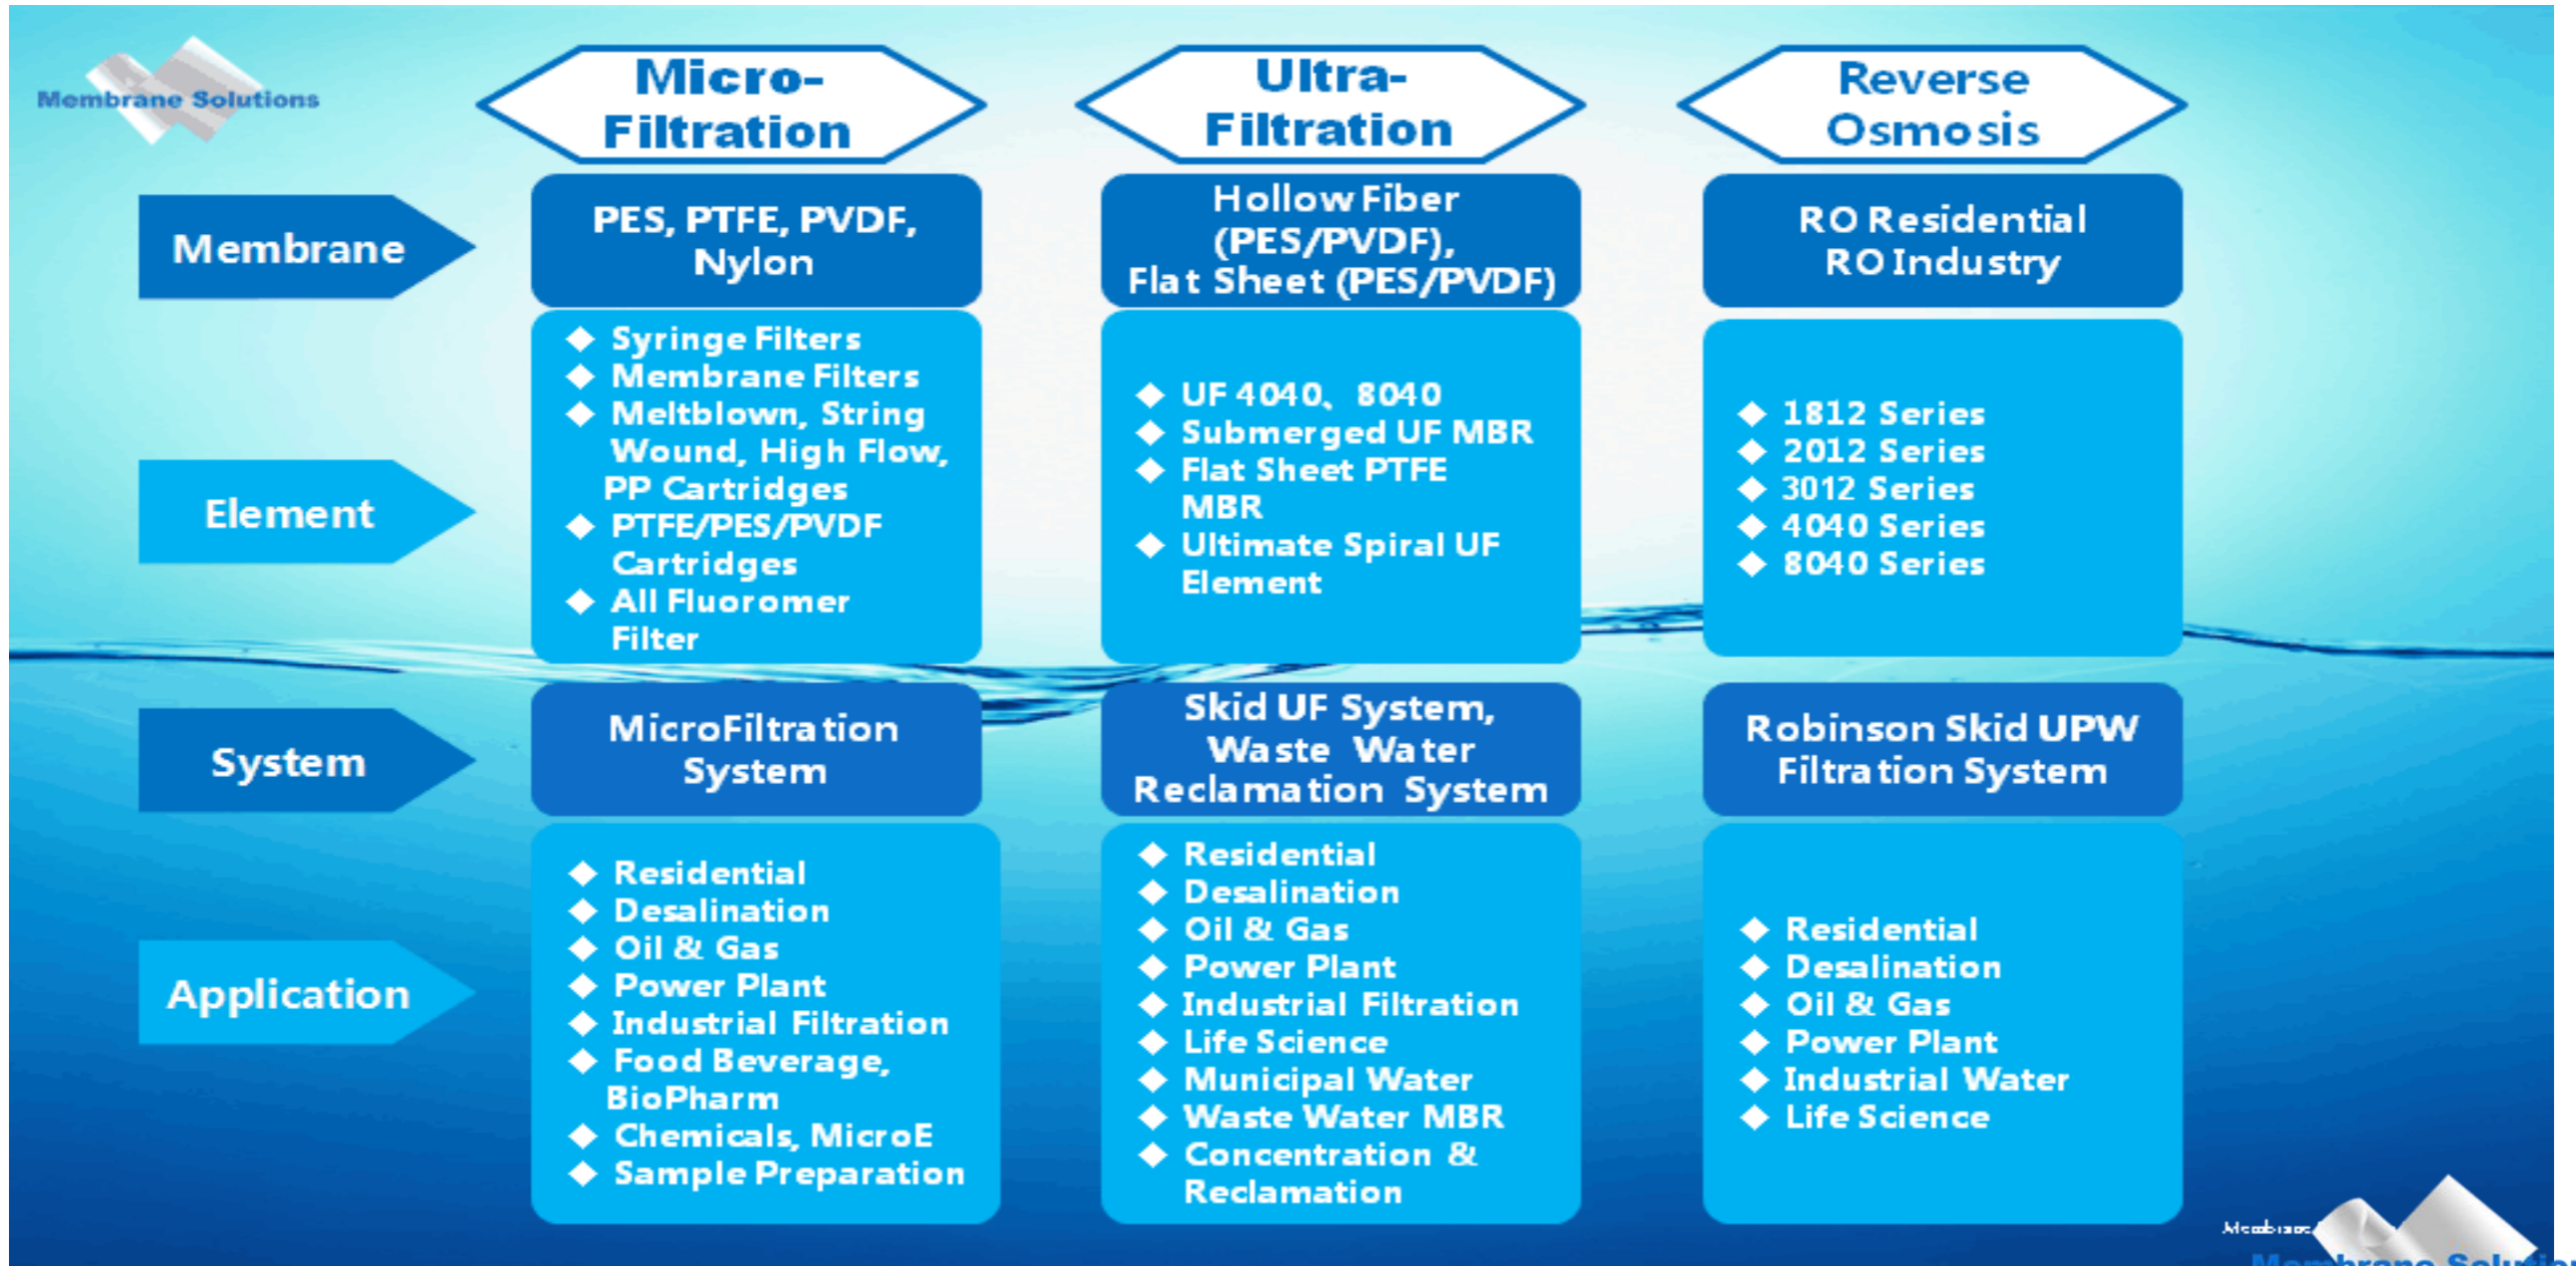 Membrane Solutions
Micro-
Filtration
Ultra-
Filtration
Reverse
Osmosis
Membrane
PES, PTFE, PVDF,
Nylon
Hollow Fiber
(PES/PVDF),
Flat Sheet (PES/PVDF)
RO Residential
RO Industry
Element
◆ Syringe Filters
◆ Membrane Filters
◆ Meltblown, String
Wound, High Flow,
PP Cartridges
◆ PTFE/PES/PVDF
Cartridges
◆ All Fluoromer
Filter
◆ UF 4040、8040
◆ Submerged UF MBR
◆ Flat Sheet PTFE
MBR
◆ Ultimate Spiral UF
Element
◆ 1812 Series
◆ 2012 Series
◆ 3012 Series
◆ 4040 Series
◆ 8040 Series
System
MicroFiltration
System
Skid UF System,
Waste Water
Reclamation System
Robinson Skid UPW
Filtration System
Application
◆ Residential
◆ Desalination
◆ Oil & Gas
◆ Power Plant
◆ Industrial Filtration
◆ Food Beverage,
BioPharm
◆ Chemicals, MicroE
◆ Sample Preparation
◆ Residential
◆ Desalination
◆ Oil & Gas
◆ Power Plant
◆ Industrial Filtration
◆ Life Science
◆ Municipal Water
◆ Waste Water MBR
◆ Concentration &
Reclamation
◆ Residential
◆ Desalination
◆ Oil & Gas
◆ Power Plant
◆ Industrial Water
◆ Life Science
Membrane